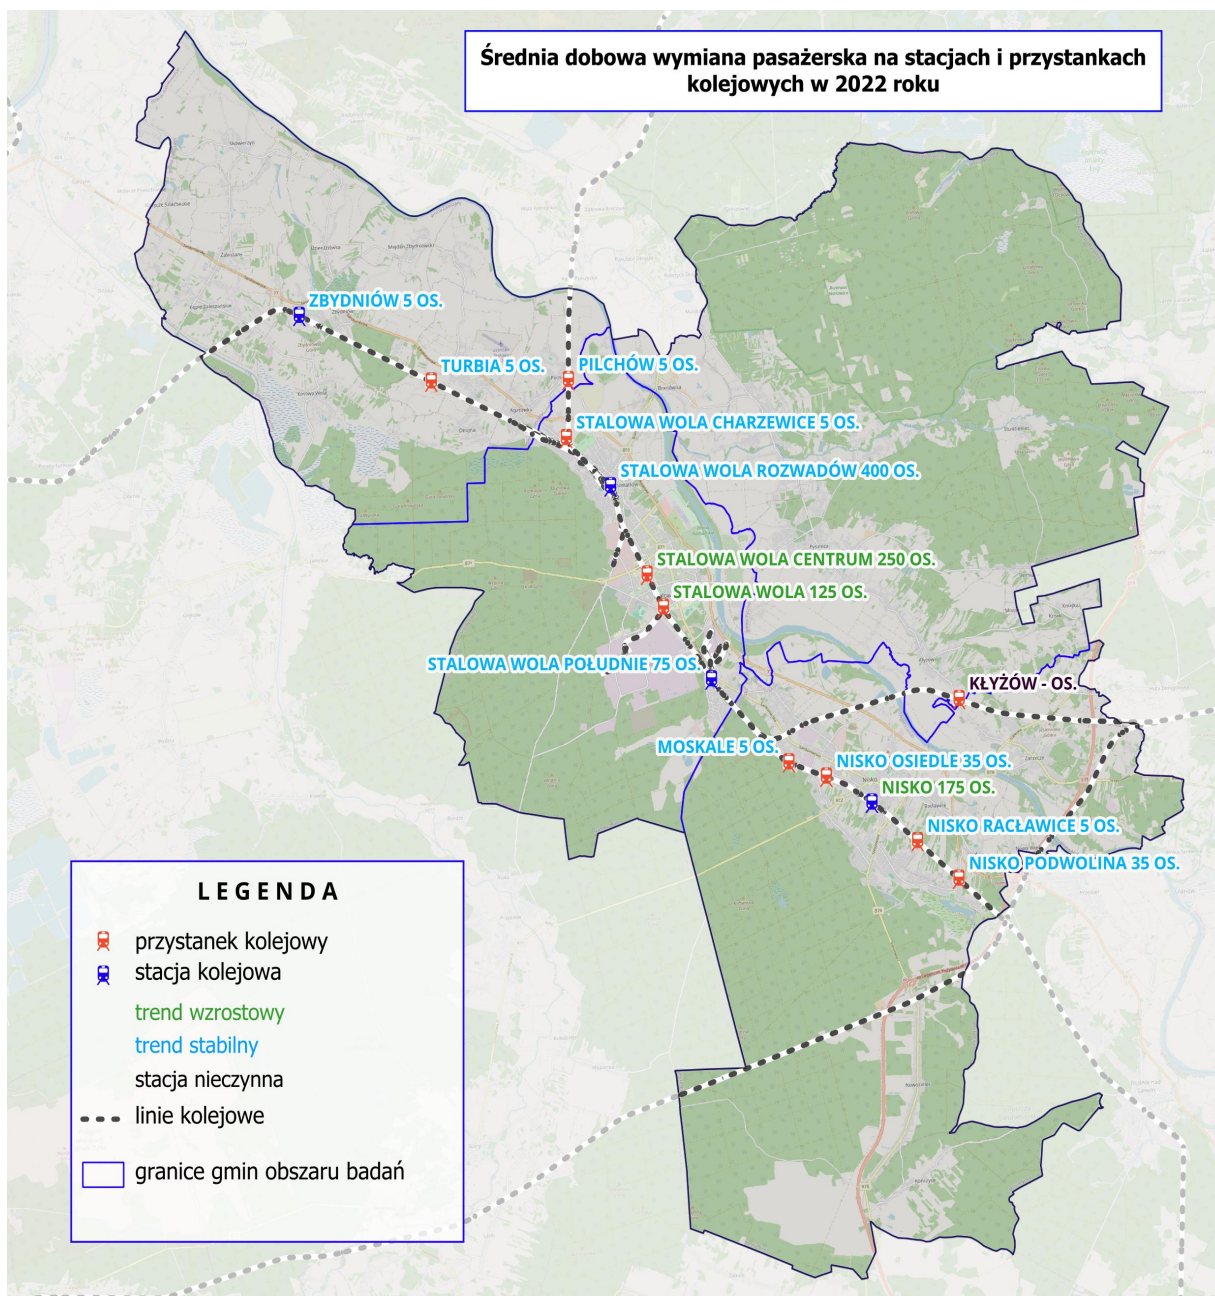 Średnia dobowa wymiana pasażerska na stacjach i przystankach
kolejowych w 2022 roku
ZBYDNIÓW 5 OS.
TURBIA 5 OS.
PILCHÓW 5 OS.
STALOWA WOLA CHARZEWICE 5 OS.
STALOWA WOLA ROZWADÓW 400 OS.
STALOWA WOLA CENTRUM 250 OS.
STALOWA WOLA 125 OS.
STALOWA WOLA POŁUDNIE 75 OS.
KŁYŻÓW - OS.
MOSKALE 5 OS.
NISKO OSIEDLE 35 OS.
NISKO 175 OS.
NISKO RACŁAWICE 5 OS.
NISKO PODWOLINA 35 OS.
LEGENDA
przystanek kolejowy
stacja kolejowa
trend wzrostowy
trend stabilny
stacja nieczynna
linie kolejowe
granice gmin obszaru badań